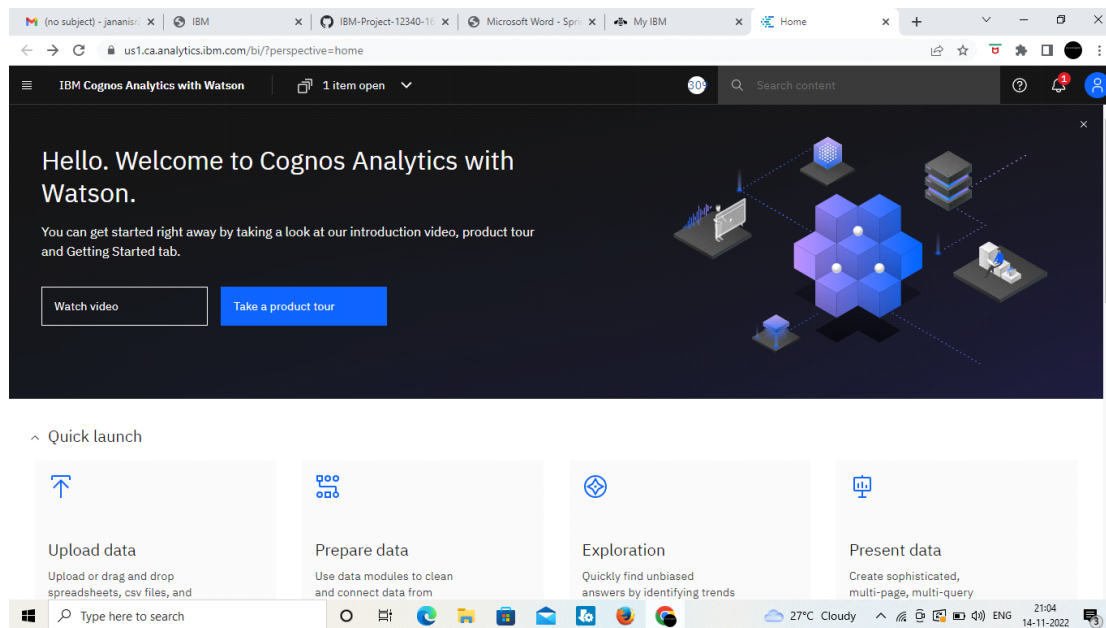 (no subject) - jananisr
IBM
IBM-Project-12340-16
Microsoft Word - Spri
My IBM
Home
us1.ca.analytics.ibm.com/bi/?perspective=home
IBM Cognos Analytics with Watson
1 item open
309
Search content
1
Hello. Welcome to Cognos Analytics with
Watson.
You can get started right away by taking a look at our introduction video, product tour
and Getting Started tab.
Watch video
Take a product tour
Quick launch
Upload data
Prepare data
Exploration
Present data
Upload or drag and drop
spreadsheets, csv files, and
Use data modules to clean
and connect data from
Quickly find unbiased
answers by identifying trends
Create sophisticated,
multi-page, multi-query
Type here to search
27°C Cloudy
ENG
21:04
14-11-2022
3